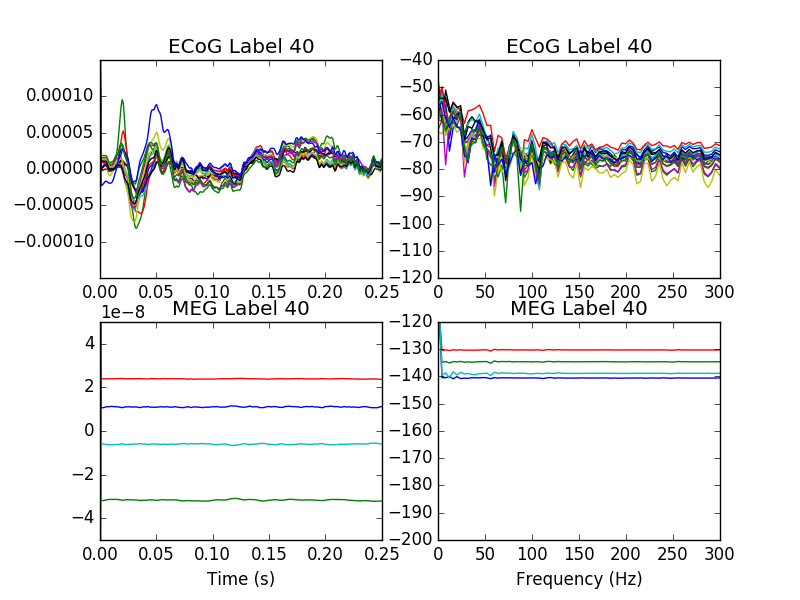 ECoG Label 40
0.00010
0.00005
0.00000
−0.00005
−0.00010
0.00 0.05 0.10 0.15 0.20 0.25
ECoG Label 40
−40
−50
−60
−70
−80
−90
−100
−110
−120
0 50 100 150 200 250 300
MEG Label 40
1e−8
4
2
0
−2
−4
0.00 0.05 0.10 0.15 0.20 0.25
Time (s)
MEG Label 40
−120
−130
−140
−150
−160
−170
−180
−190
−200
0 50 100 150 200 250 300
Frequency (Hz)